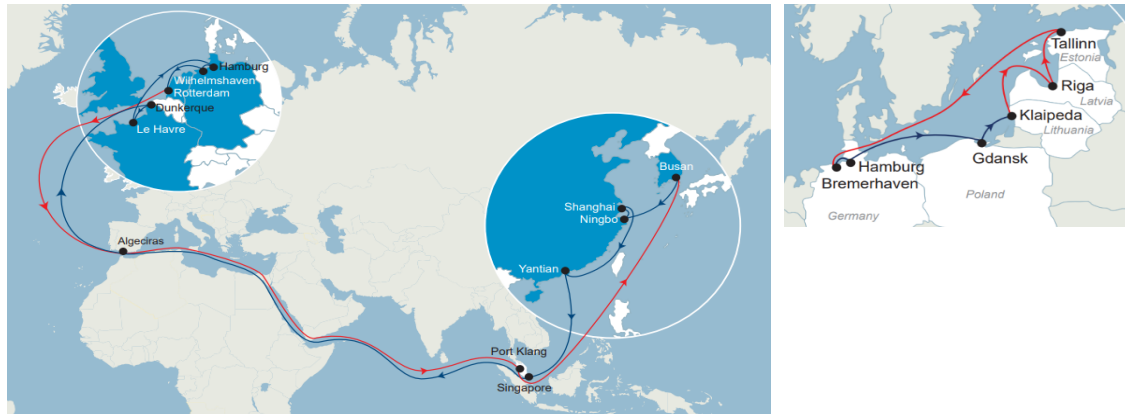 Hamburg
Wilhelmshaven
Rotterdam
Dunkerque
Le Havre
Algeciras
Busan
Shanghai
Ningbo
Yantian
Port Klang
Singapore
Tallinn
Estonia
Riga
Latvia
Klaipeda
Lithuania
Gdansk
Hamburg
Bremerhaven
Poland
Germany